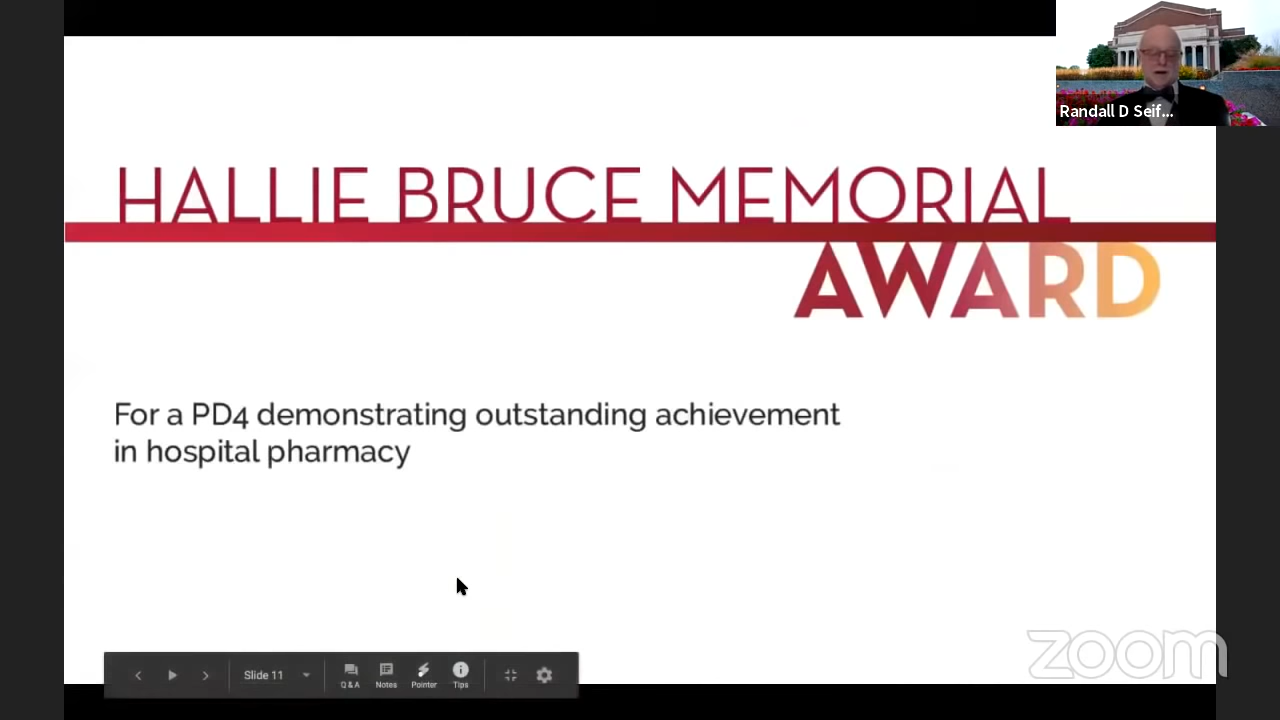 Randall D Seif...
HALLIE BRUCE MEMORIAL
AWARD
For a PD4 demonstrating outstanding achievement
in hospital pharmacy
zoom
Slide 11
Q & A
Notes
Pointer
Tips